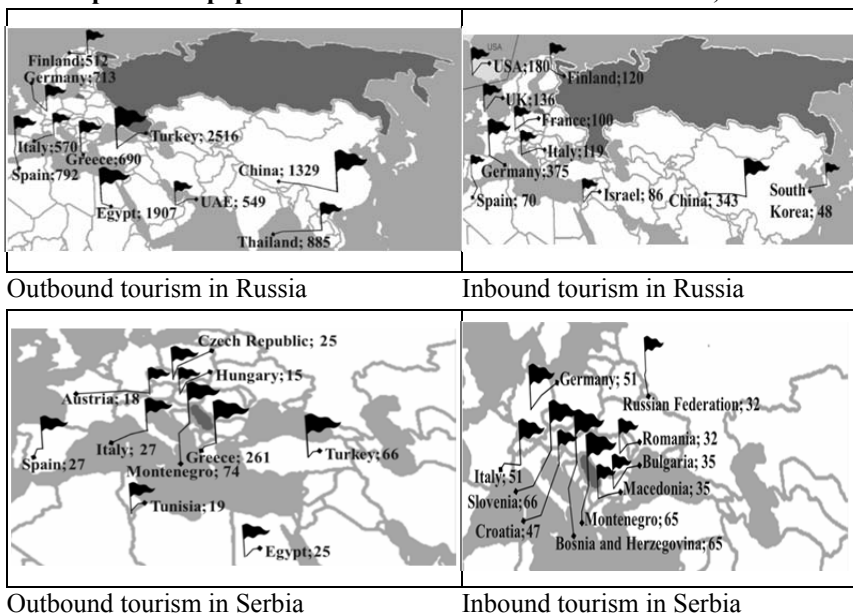 USA
Finland;512
Germany;713
USA;180
Finland;120
UK;136
France;100
Turkey; 2516
Italy;570
Greece;690
Italy;119
China; 1329
Spain; 792
Germany;375
South
Korea; 48
Egypt; 1907
UAE; 549
Israel; 86
China; 343
Spain; 70
Thailand; 885
Outbound tourism in Russia
Inbound tourism in Russia
Czech Republic; 25
Hungary; 15
Germany; 51
Austria; 18
Russian Federation; 32
Romania; 32
Italy; 27
Greece; 261
Turkey; 66
Spain; 27
Montenegro; 74
Bulgaria; 35
Italy; 51
Slovenia; 66
Macedonia; 35
Tunisia; 19
Croatia; 47
Montenegro; 65
Bosnia and Herzegovina; 65
Egypt; 25
Outbound tourism in Serbia
Inbound tourism in Serbia